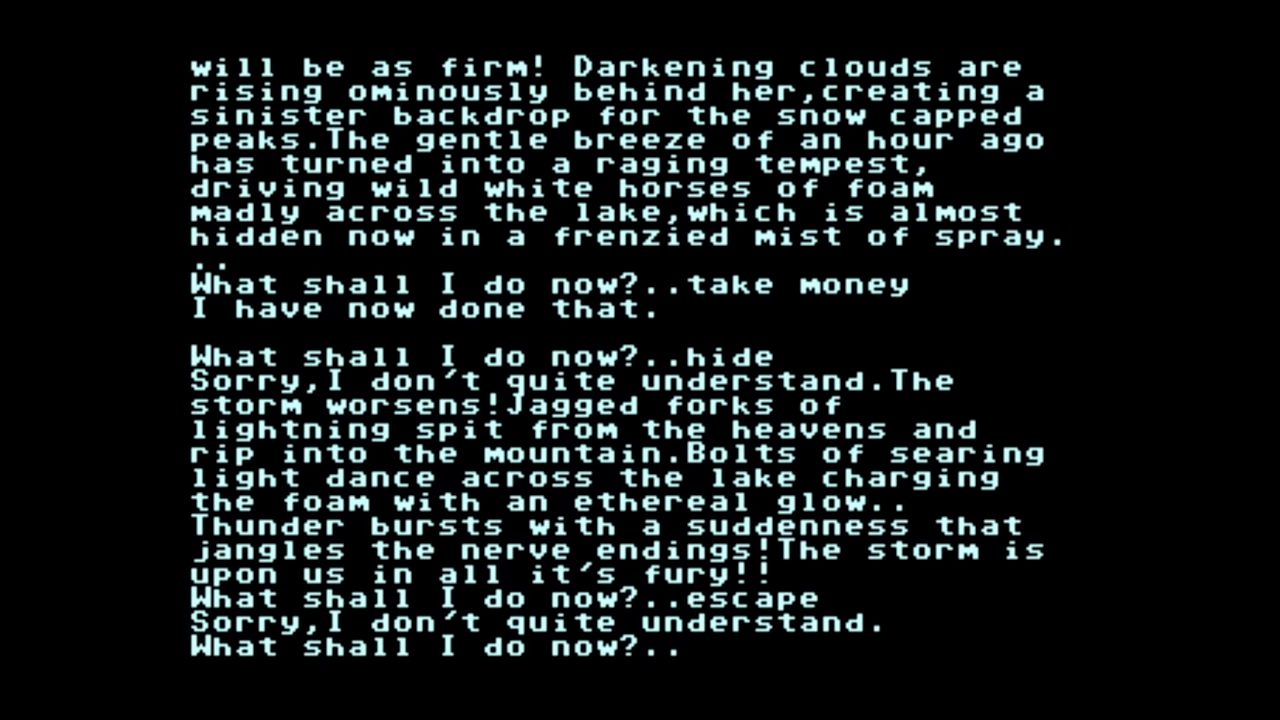 will be as firm! Darkening clouds are
rising ominously behind her,creating a
sinister backdrop for the snow capped
peaks.The gentle breeze of an hour ago
has turned into a raging tempest,
driving wild white horses of foam
madly across the lake,which is almost
hidden now in a frenzied mist of spray.
..
What shall I do now?..take money
I have now done that.
What shall I do now?..hide
Sorry,I don't quite understand.The
storm worsens!Jagged forks of
lightning spit from the heavens and
rip into the mountain.Bolts of searing
light dance across the lake charging
the foam with an ethereal glow..
Thunder bursts with a suddenness that
jangles the nerve endings!The storm is
upon us in all it's fury!!
What shall I do now?..escape
Sorry,I don't quite understand.
What shall I do now?..